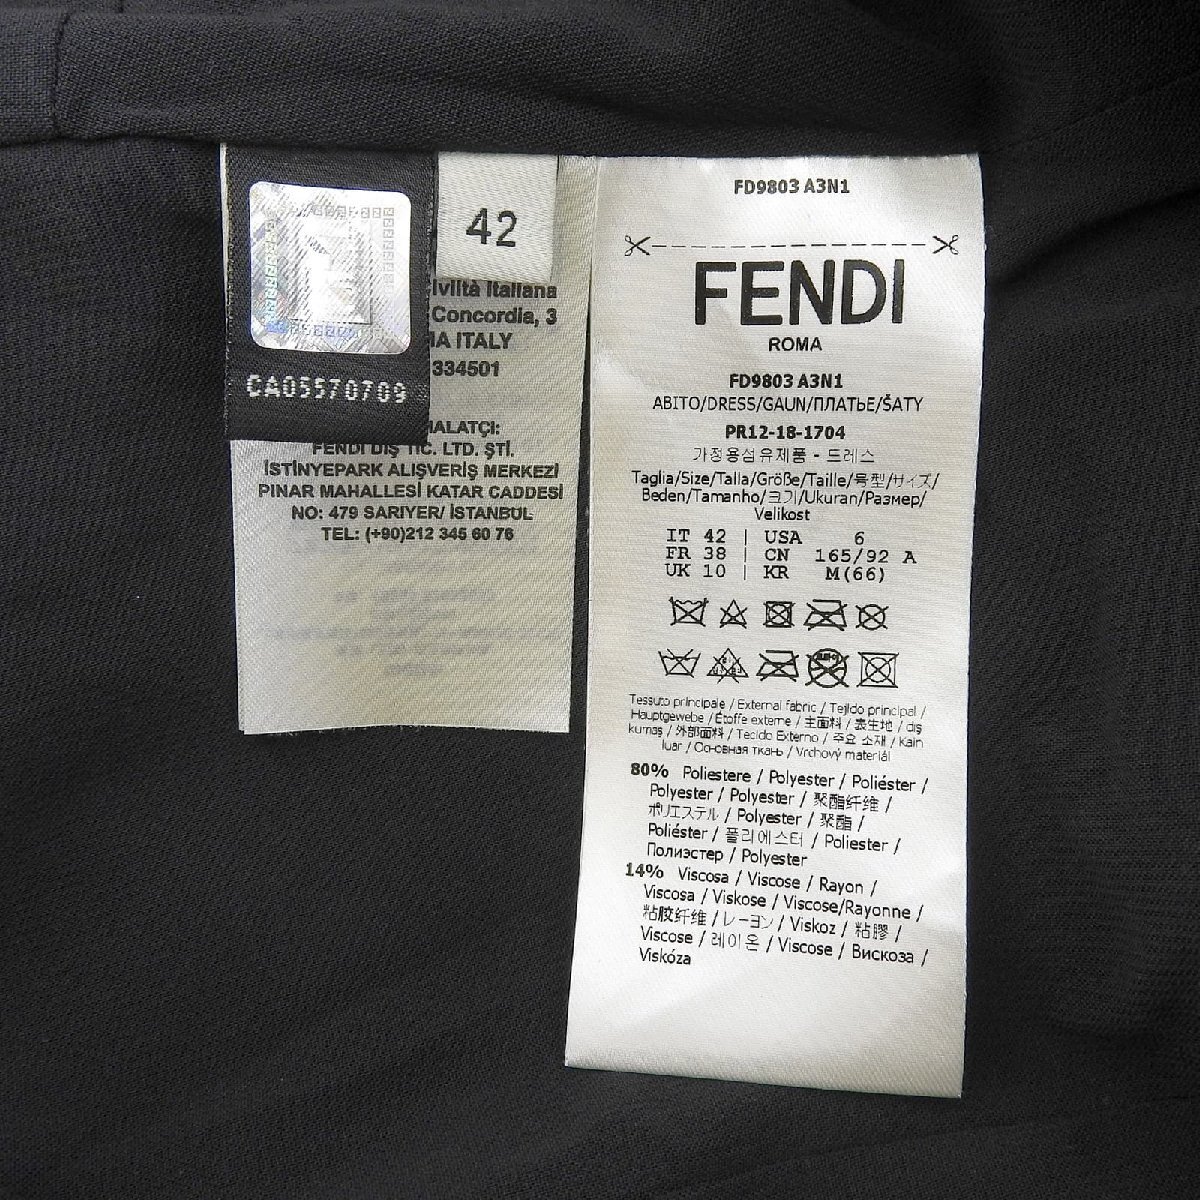 CA05570709
42
iviltà Italiana
Concordia, 3
ITALY
334501
MALATÇI:
FENDI DIŞ TIC. LTD. ŞTİ.
İSTİNYEPARK ALIŞVERİŞ MERKEZİ
PINAR MAHALLESİ KATAR CADDESİ
NO: 479 SARIYER/ İSTANBUL
TEL: (+90)212 345 60 76
FD9803 A3N1
FENDI
ROMA
FD9803 A3N1
ABITO/DRESS/GAUN/ПЛАТЬЕ/ŠATY
PR12-18-1704
가정용섬유제품 - 드레스
Taglia/Size/Talla/Größe/Taille/号型/サイズ/
Beden/Tamanho/크기/Ukuran/Размер/
Velikost
IT 42 | USA 6
FR 38 | CN 165/92 A
UK 10 | KR M(66)
Tessuto principale / External fabric / Tejido principal /
Hauptgewebe / Étoffe externe / 主面料 / 表生地 / dış
kumaş / 外部面料 / Tecido Externo / 주요 소재 / Kain
luar / Основная ткань / Vrchový materiál
80% Poliestere / Polyester / Poliéster /
Polyester / Polyester / 聚酯纤维 /
ポリエステル / Polyester / 聚酯 /
Poliéster / 폴리에스터 / Poliester /
Полиэстер / Polyester
14% Viscosa / Viscose / Rayon /
Viscosa / Viskose / Viscose/Rayonne /
粘胶纤维 / レーヨン / Viskoz / 粘膠 /
Viscose / 레이온 / Viscose / Вискоза /
Viskóza